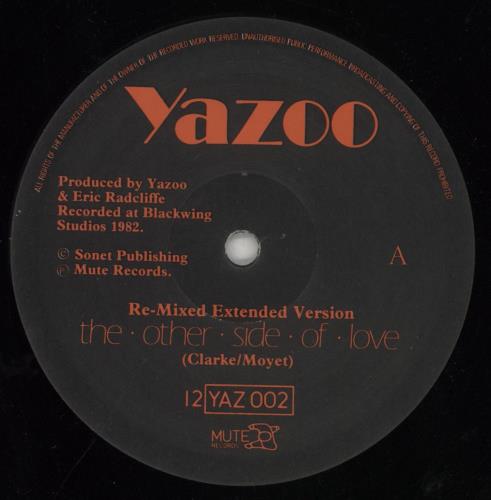 ALL RIGHTS OF THE MANUFACTURER AND OF THE OWNER OF THE RECORDED WORK RESERVED. UNAUTHORISED PUBLIC PERFORMANCE BROADCASTING AND COPYING OF THIS RECORD PROHIBITED
Yazoo
Produced by Yazoo
& Eric Radcliffe
Recorded at Blackwing
Studios 1982.
© Sonet Publishing
℗ Mute Records.
A
Re-Mixed Extended Version
the · other · side · of · love
(Clarke/Moyet)
12 YAZ 002
MUTE
RECORDS